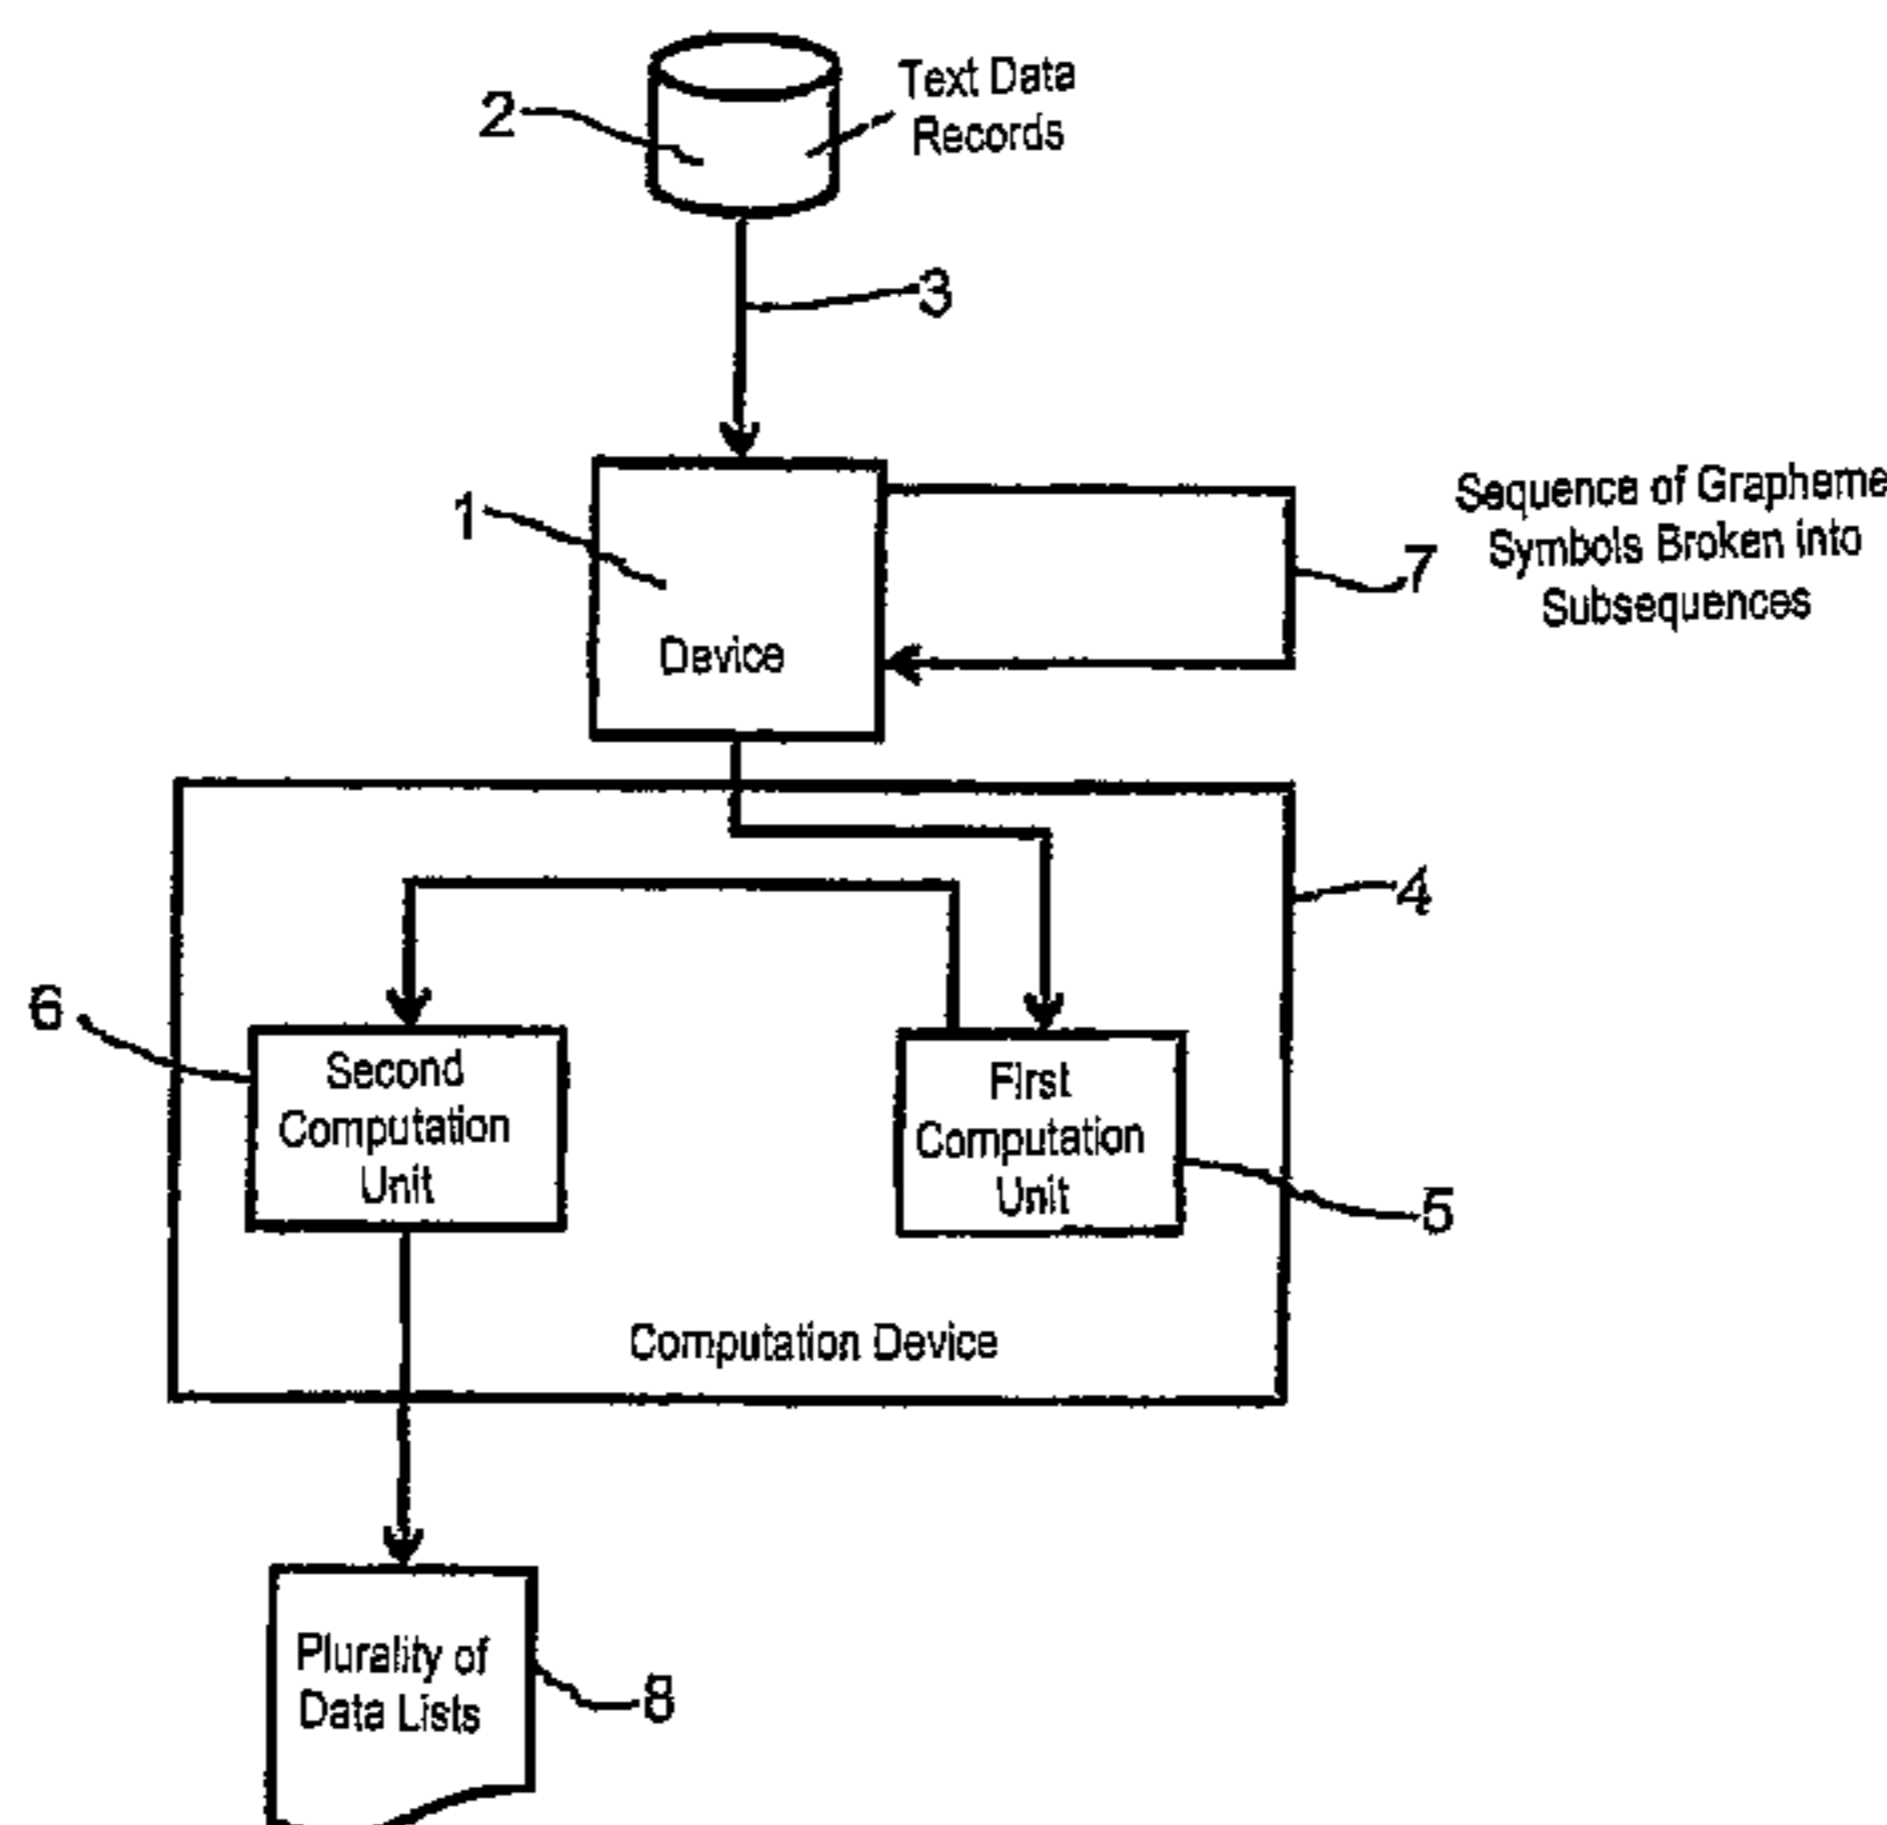 Text Data
Records
2
3
1
Device
Sequence of Grapheme
Symbols Broken into
Subsequences
7
4
6
Second
Computation
Unit
First
Computation
Unit
5
Computation Device
Plurality of
Data Lists
8